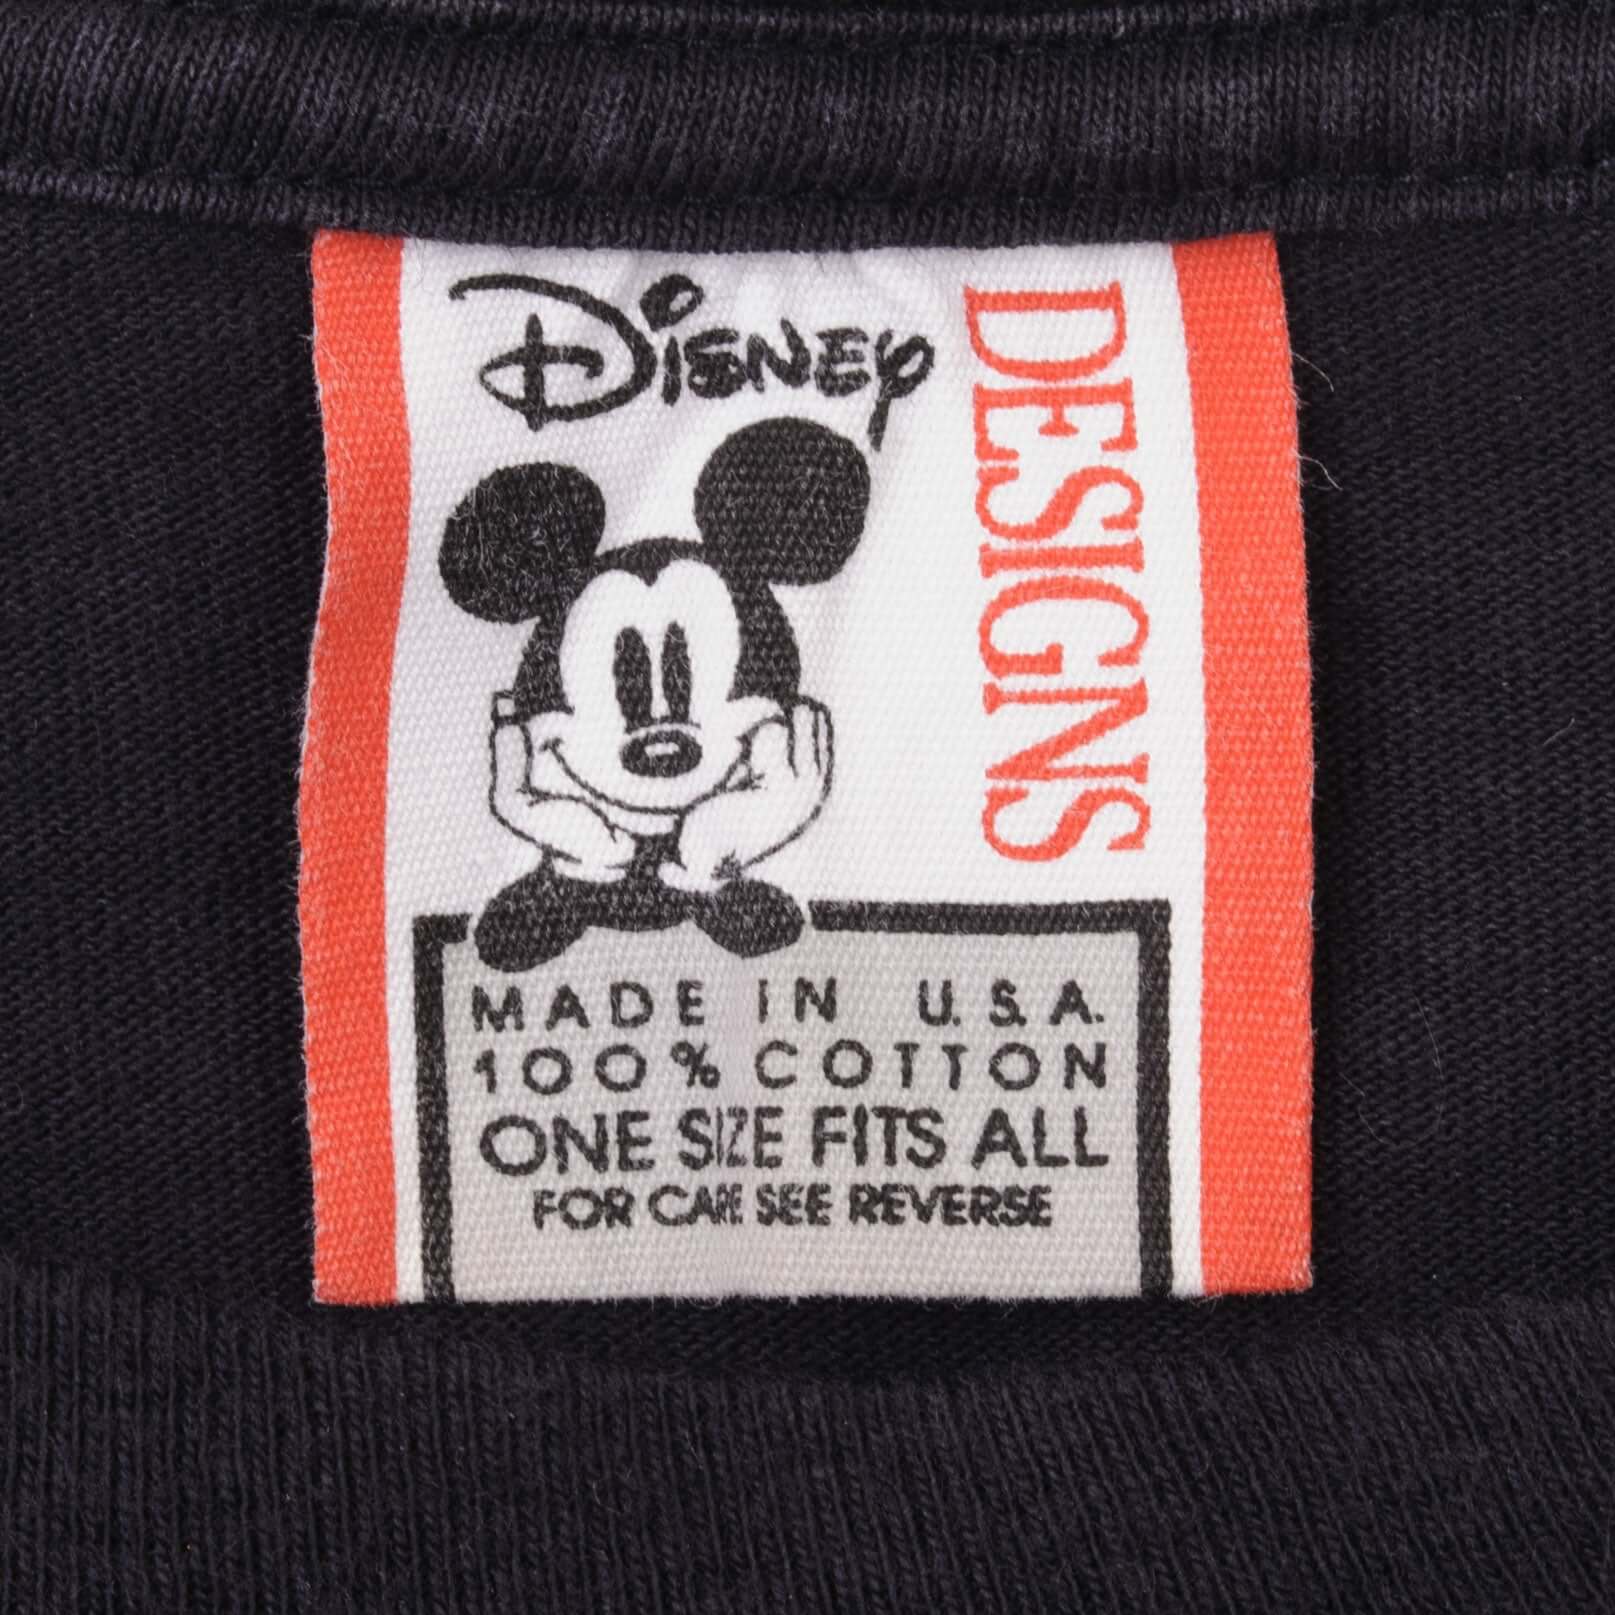 DISNEY
DESIGNS
MADE IN U.S.A.
100% COTTON
ONE SIZE FITS ALL
FOR CARE SEE REVERSE